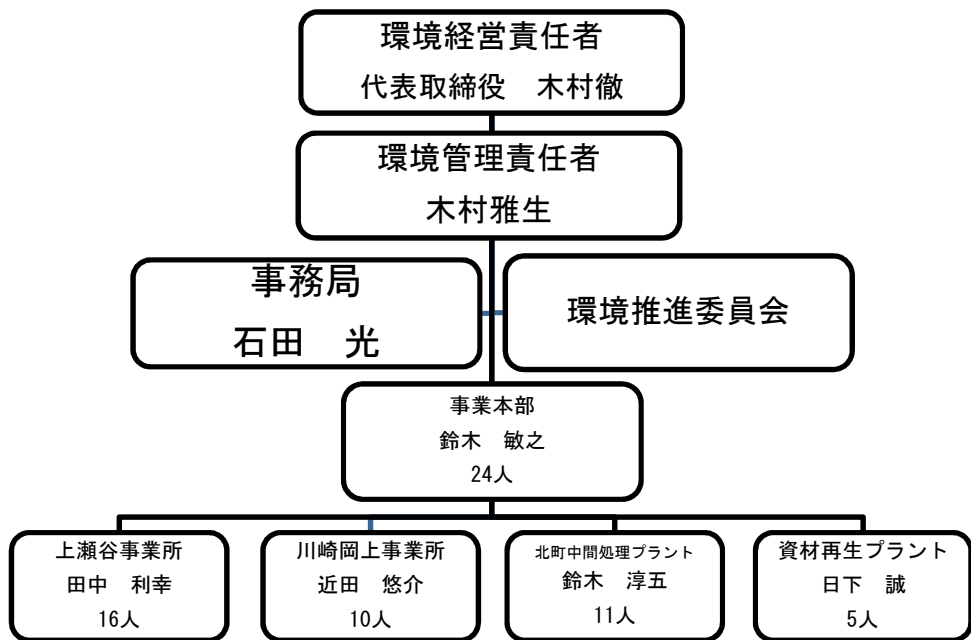 環境経営責任者
代表取締役　木村徹
環境管理責任者
木村雅生
事務局
石田　光
環境推進委員会
事業本部
鈴木　敏之
24人
上瀬谷事業所
田中　利幸
16人
川崎岡上事業所
近田　悠介
10人
北町中間処理プラント
鈴木　淳五
11人
資材再生プラント
日下　誠
5人